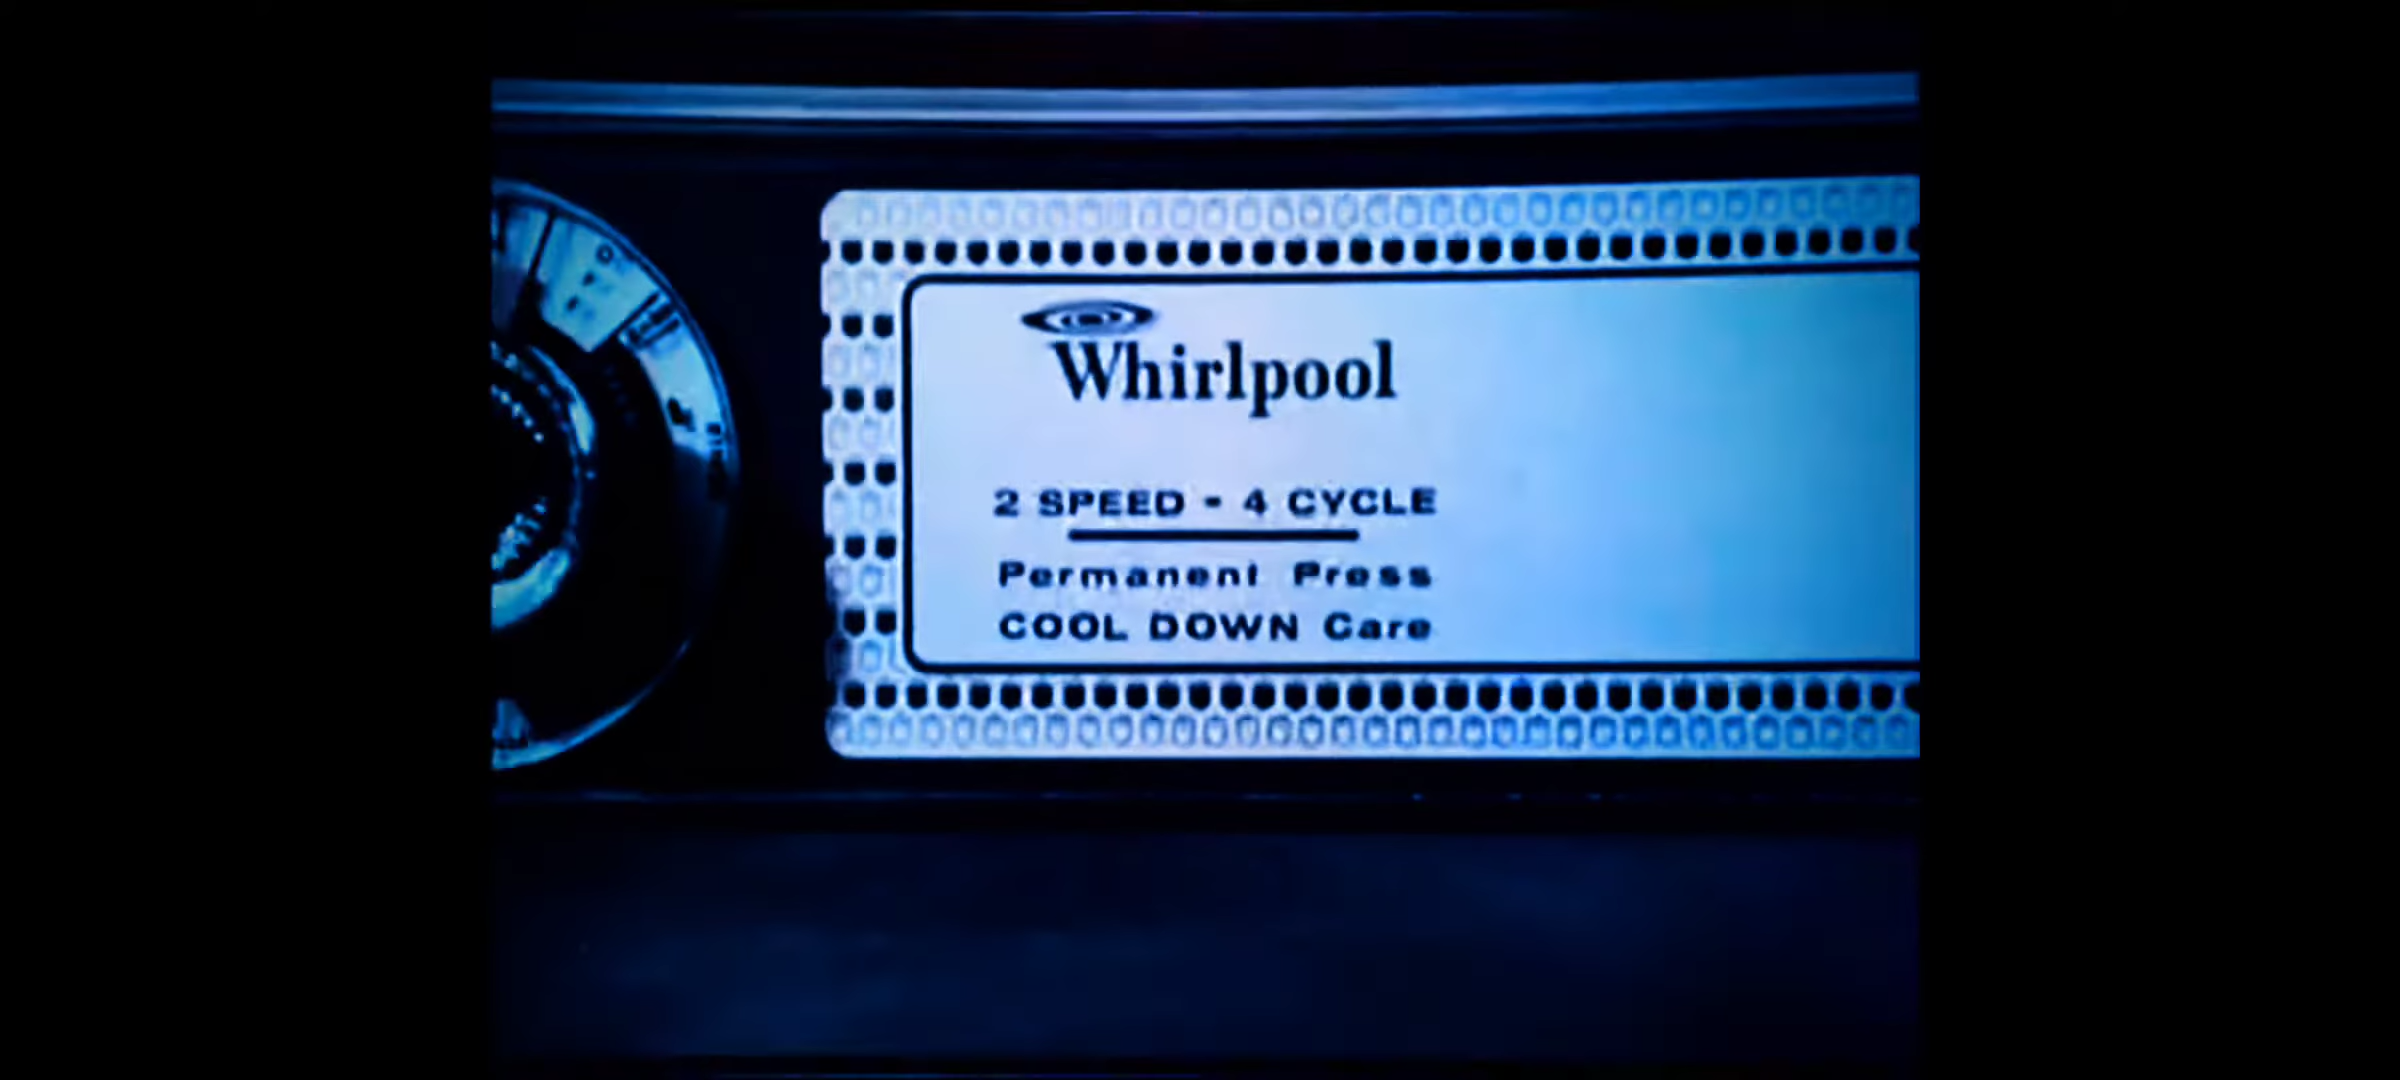 Whirlpool
2 SPEED - 4 CYCLE
Permanent Press
COOL DOWN Care